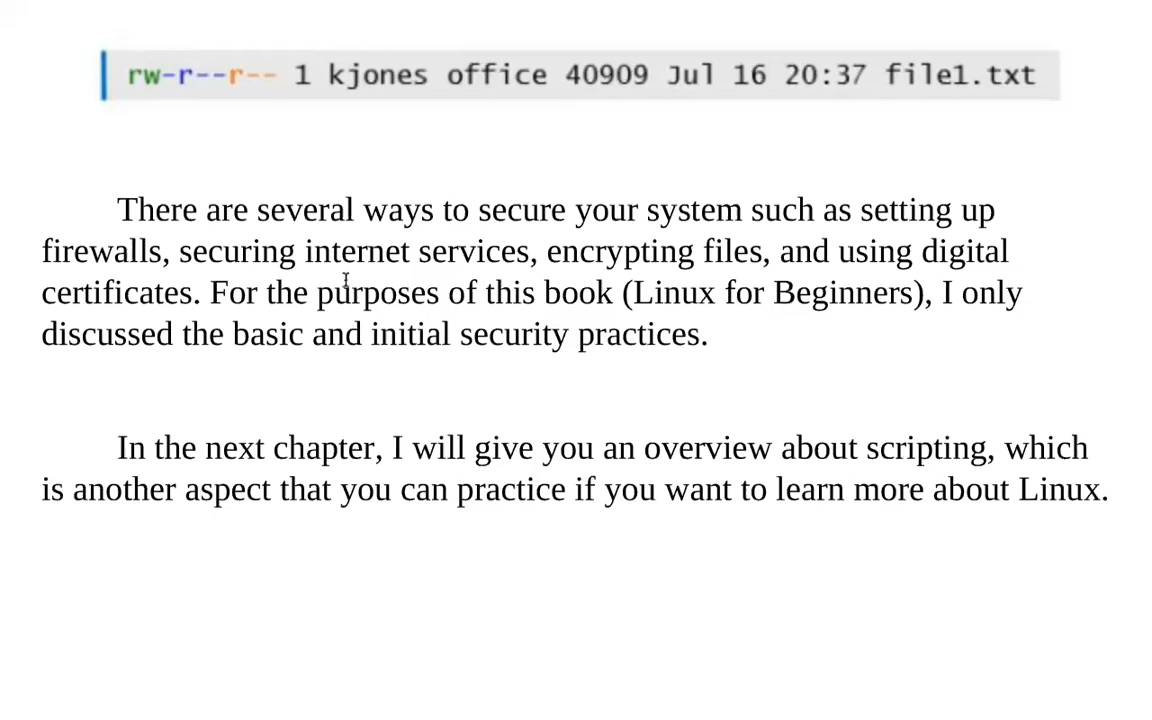 rw-r--r-- 1 kjones office 40909 Jul 16 20:37 file1.txt
There are several ways to secure your system such as setting up
firewalls, securing internet services, encrypting files, and using digital
certificates. For the purposes of this book (Linux for Beginners), I only
discussed the basic and initial security practices.
In the next chapter, I will give you an overview about scripting, which
is another aspect that you can practice if you want to learn more about Linux.